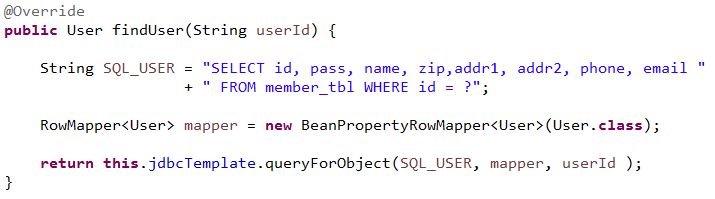 @Override
public User findUser(String userId) {
String SQL_USER = "SELECT id, pass, name, zip,addr1, addr2, phone, email "
+ " FROM member_tbl WHERE id = ?";
RowMapper<User> mapper = new BeanPropertyRowMapper<User>(User.class);
return this.jdbcTemplate.queryForObject(SQL_USER, mapper, userId );
}